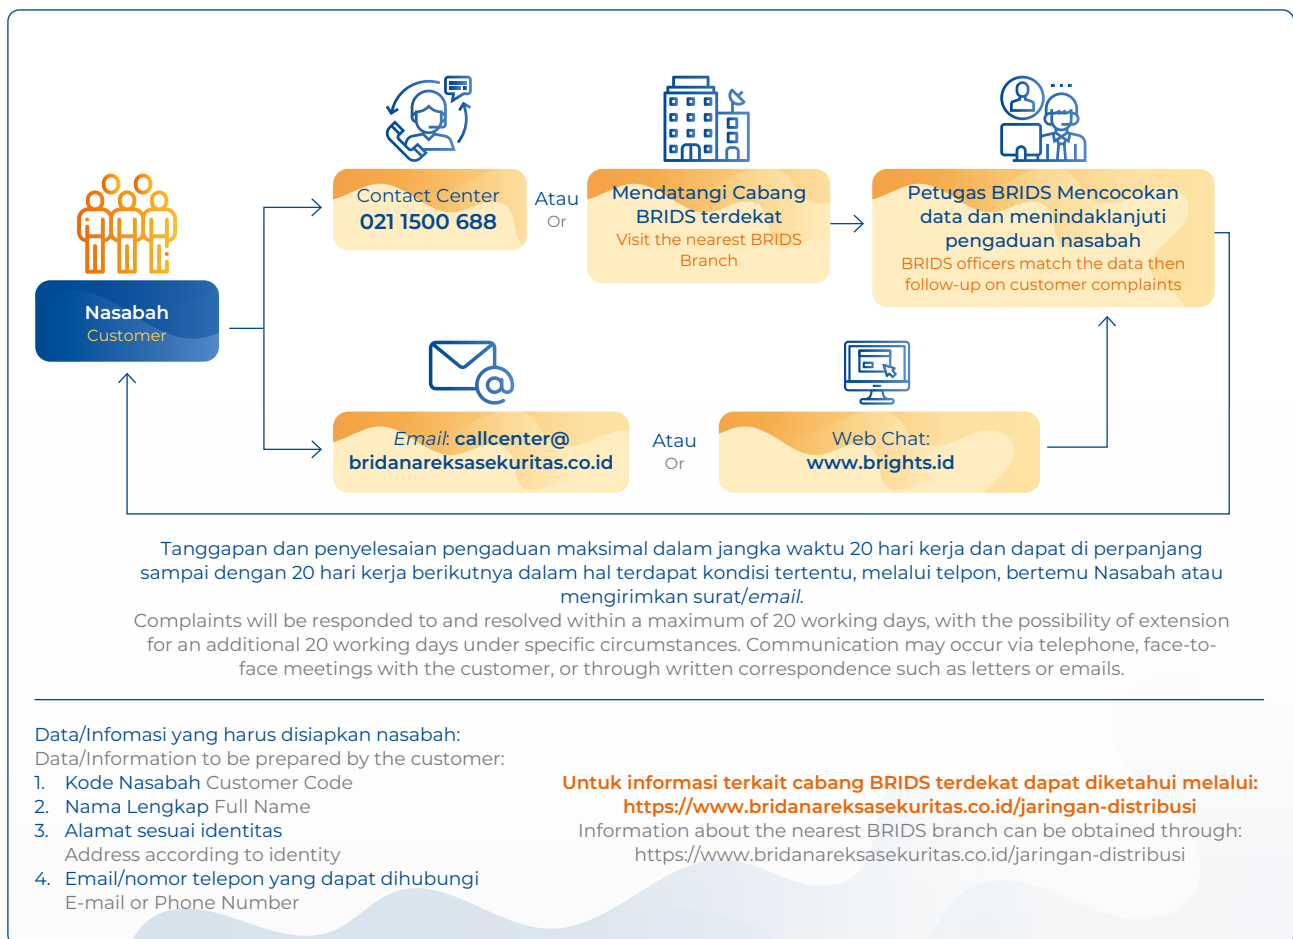 Contact Center
021 1500 688
Atau
Or
Mendatangi Cabang
BRIDS terdekat
Visit the nearest BRIDS
Branch
Petugas BRIDS Mencocokan
data dan menindaklanjuti
pengaduan nasabah
BRIDS officers match the data then
follow-up on customer complaints
Nasabah
Customer
Email: callcenter@
bridanareksasekuritas.co.id
Atau
Or
Web Chat:
www.brights.id
Tanggapan dan penyelesaian pengaduan maksimal dalam jangka waktu 20 hari kerja dan dapat di perpanjang
sampai dengan 20 hari kerja berikutnya dalam hal terdapat kondisi tertentu, melalui telpon, bertemu Nasabah atau
mengirimkan surat/email.
Complaints will be responded to and resolved within a maximum of 20 working days, with the possibility of extension
for an additional 20 working days under specific circumstances. Communication may occur via telephone, face-to-
face meetings with the customer, or through written correspondence such as letters or emails.
Data/Infomasi yang harus disiapkan nasabah:
Data/Information to be prepared by the customer:
1. Kode Nasabah Customer Code
2. Nama Lengkap Full Name
3. Alamat sesuai identitas
Address according to identity
4. Email/nomor telepon yang dapat dihubungi
E-mail or Phone Number
Untuk informasi terkait cabang BRIDS terdekat dapat diketahui melalui:
https://www.bridanareksasekuritas.co.id/jaringan-distribusi
Information about the nearest BRIDS branch can be obtained through:
https://www.bridanareksasekuritas.co.id/jaringan-distribusi